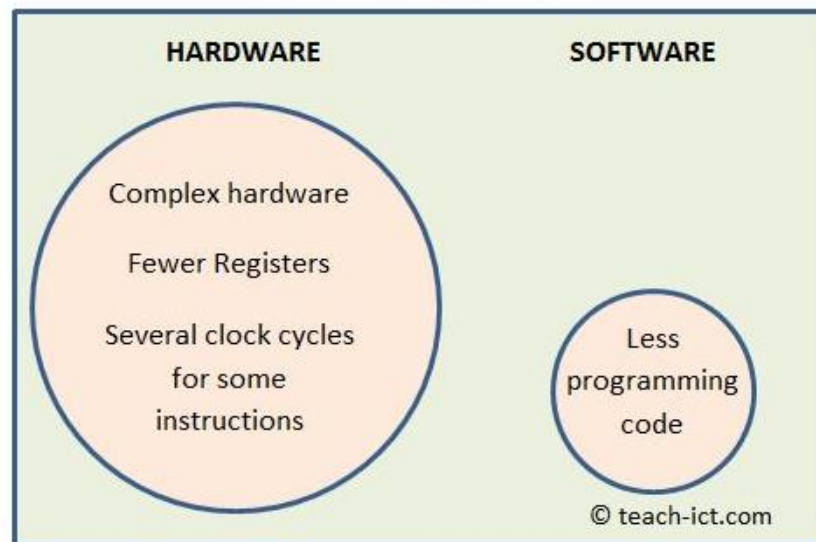 HARDWARE
SOFTWARE
Complex hardware
Fewer Registers
Several clock cycles
for some
instructions
Less
programming
code
© teach-ict.com